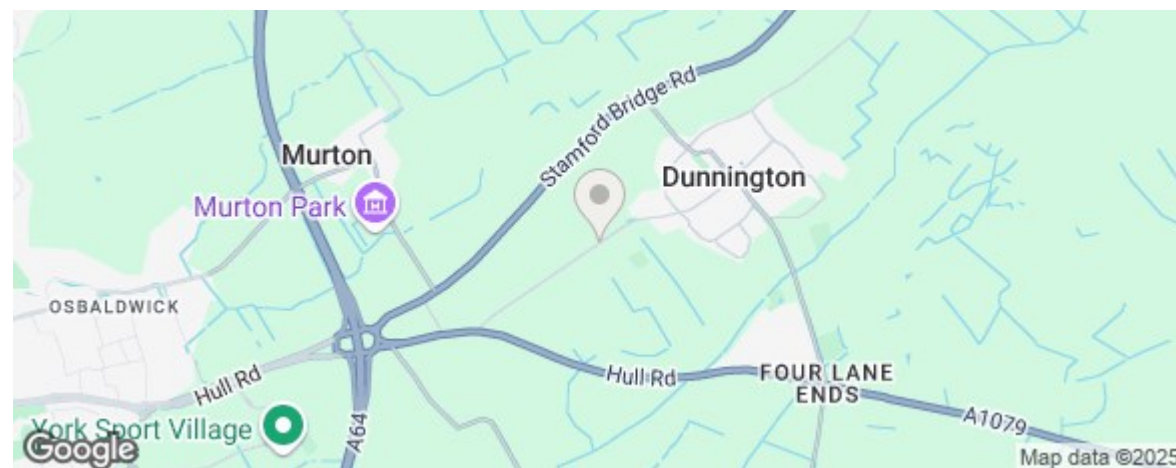 Stamford Bridge Rd
Murton
Dunnington
Murton Park
OSBALDWICK
Hull Rd
Hull Rd
FOUR LANE
ENDS
A1079
A64
York Sport Village
Google
Map data ©2025